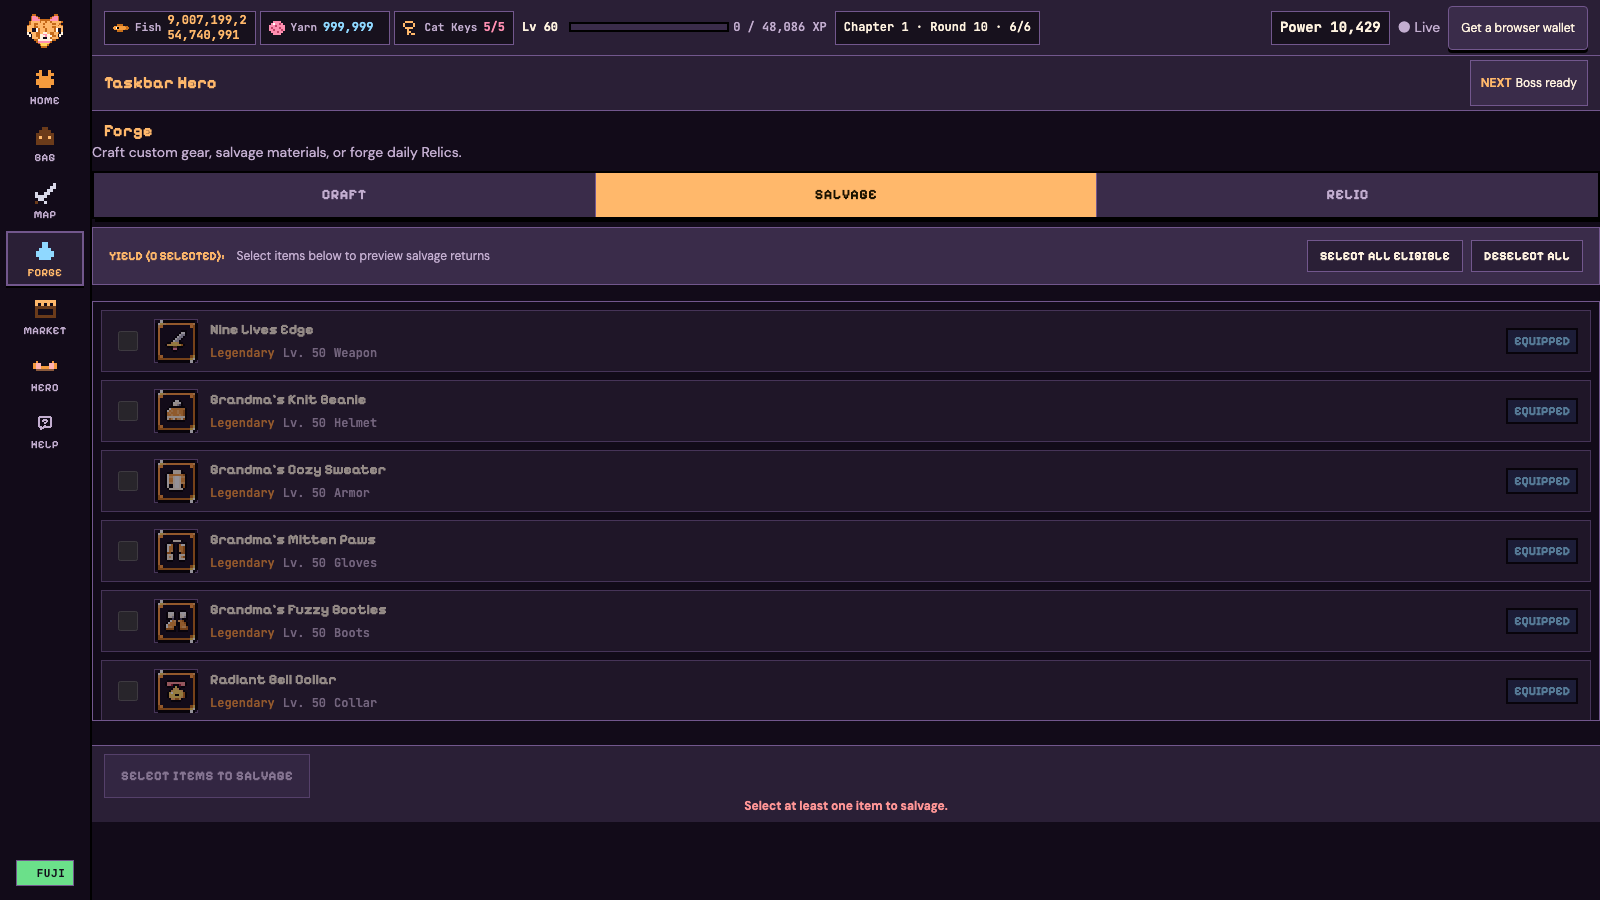 Fish 9,007,199,2
54,740,991
Yarn 999,999
Cat Keys 5/5
Lv 60
0 / 48,086 XP
Chapter 1 · Round 10 · 6/6
Power 10,429
Live
Get a browser wallet
Taskbar Hero
NEXT Boss ready
HOME
BAG
MAP
FORGE
MARKET
HERO
HELP
FUJI
Forge
Craft custom gear, salvage materials, or forge daily Relics.
CRAFT
SALVAGE
RELIC
YIELD (0 SELECTED):
Select items below to preview salvage returns
SELECT ALL ELIGIBLE
DESELECT ALL
Nine Lives Edge
Legendary Lv. 50 Weapon
EQUIPPED
Grandma's Knit Beanie
Legendary Lv. 50 Helmet
EQUIPPED
Grandma's Cozy Sweater
Legendary Lv. 50 Armor
EQUIPPED
Grandma's Mitten Paws
Legendary Lv. 50 Gloves
EQUIPPED
Grandma's Fuzzy Booties
Legendary Lv. 50 Boots
EQUIPPED
Radiant Bell Collar
Legendary Lv. 50 Collar
EQUIPPED
SELECT ITEMS TO SALVAGE
Select at least one item to salvage.